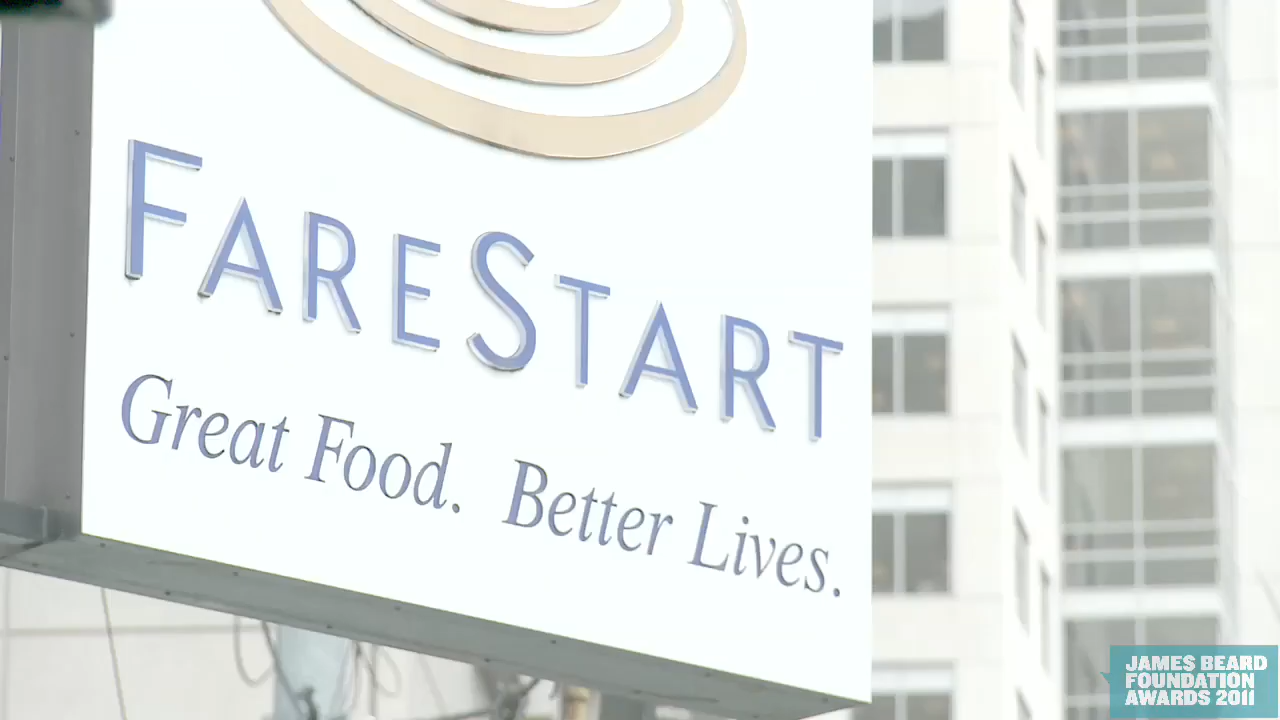 FARESTART
Great Food. Better Lives.
JAMES BEARD
FOUNDATION
AWARDS 2011